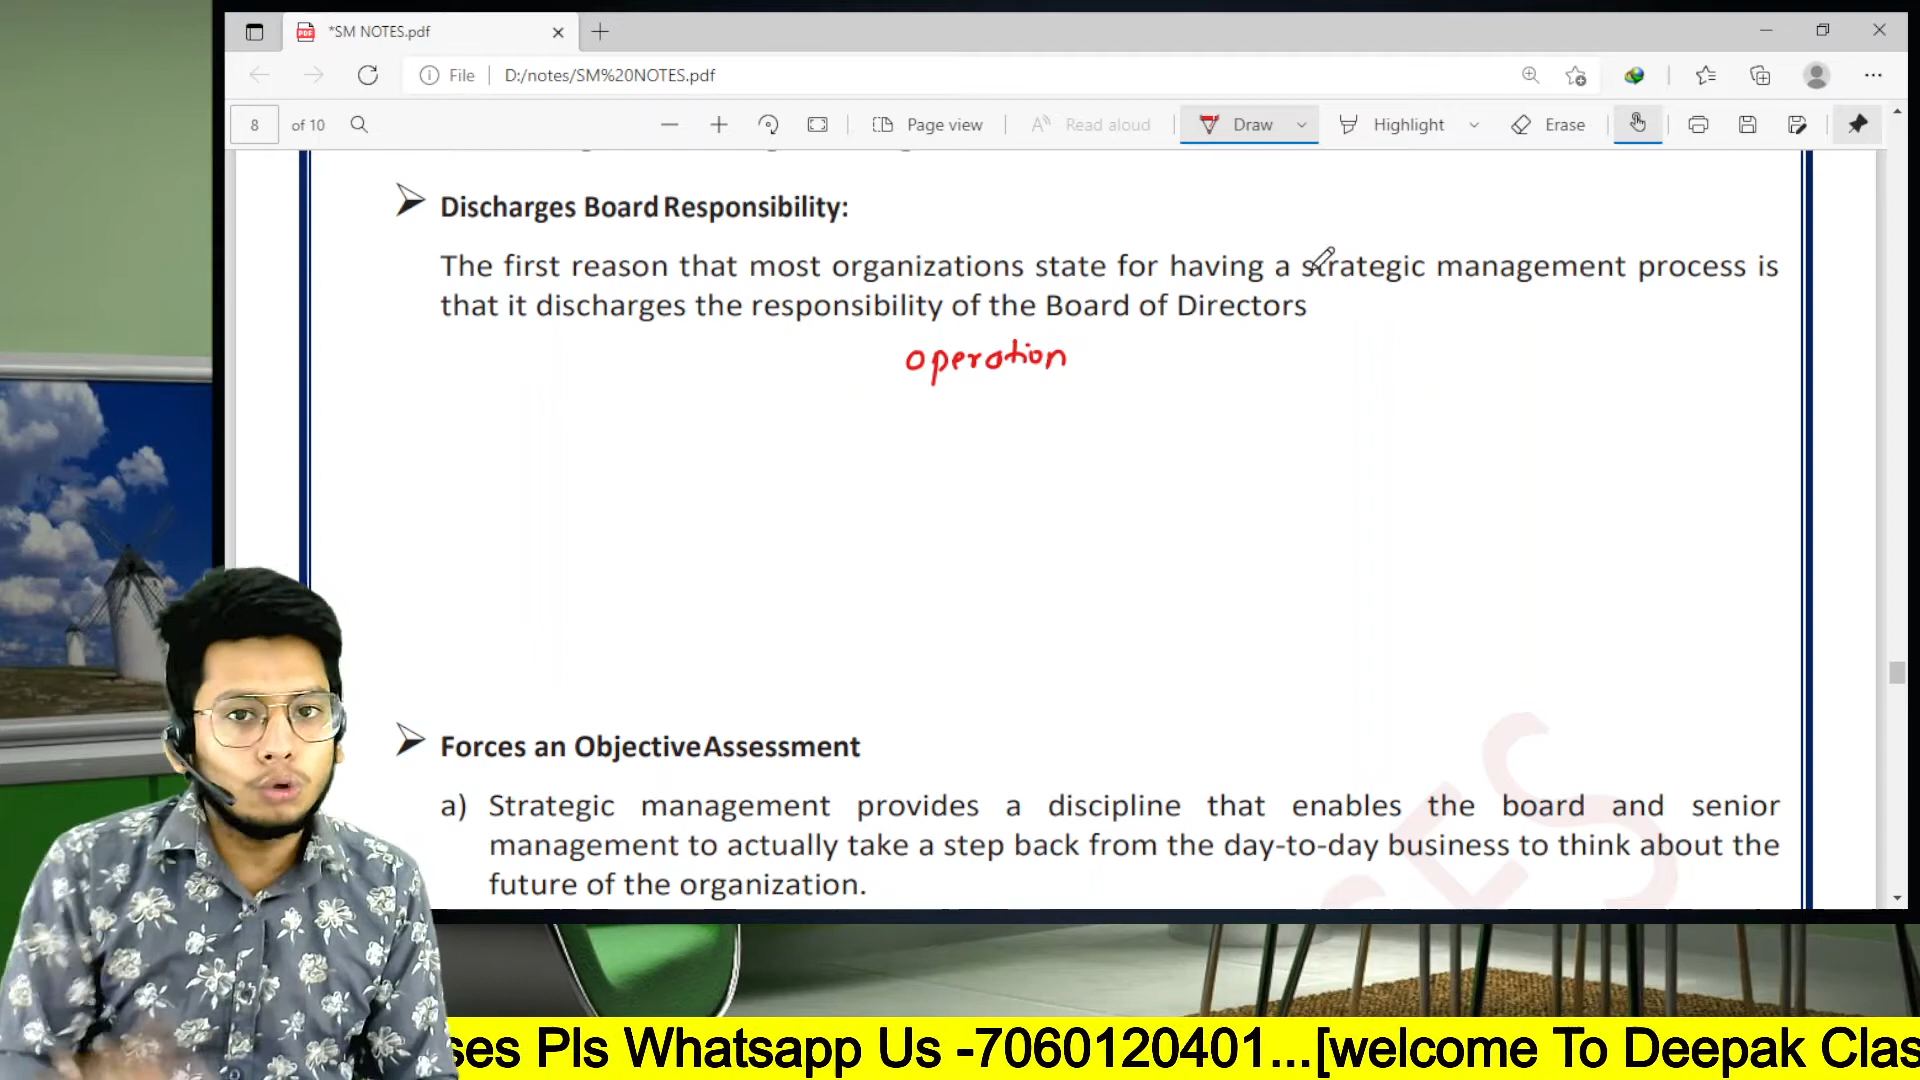 *SM NOTES.pdf
File
D:/notes/SM%20NOTES.pdf
8 of 10
Page view
Read aloud
Draw
Highlight
Erase
Discharges Board Responsibility:
The first reason that most organizations state for having a strategic management process is
that it discharges the responsibility of the Board of Directors
operation
Forces an Objective Assessment
a) Strategic management provides a discipline that enables the board and senior
management to actually take a step back from the day-to-day business to think about the
future of the organization.
ses Pls Whatsapp Us -7060120401...[welcome To Deepak Clas